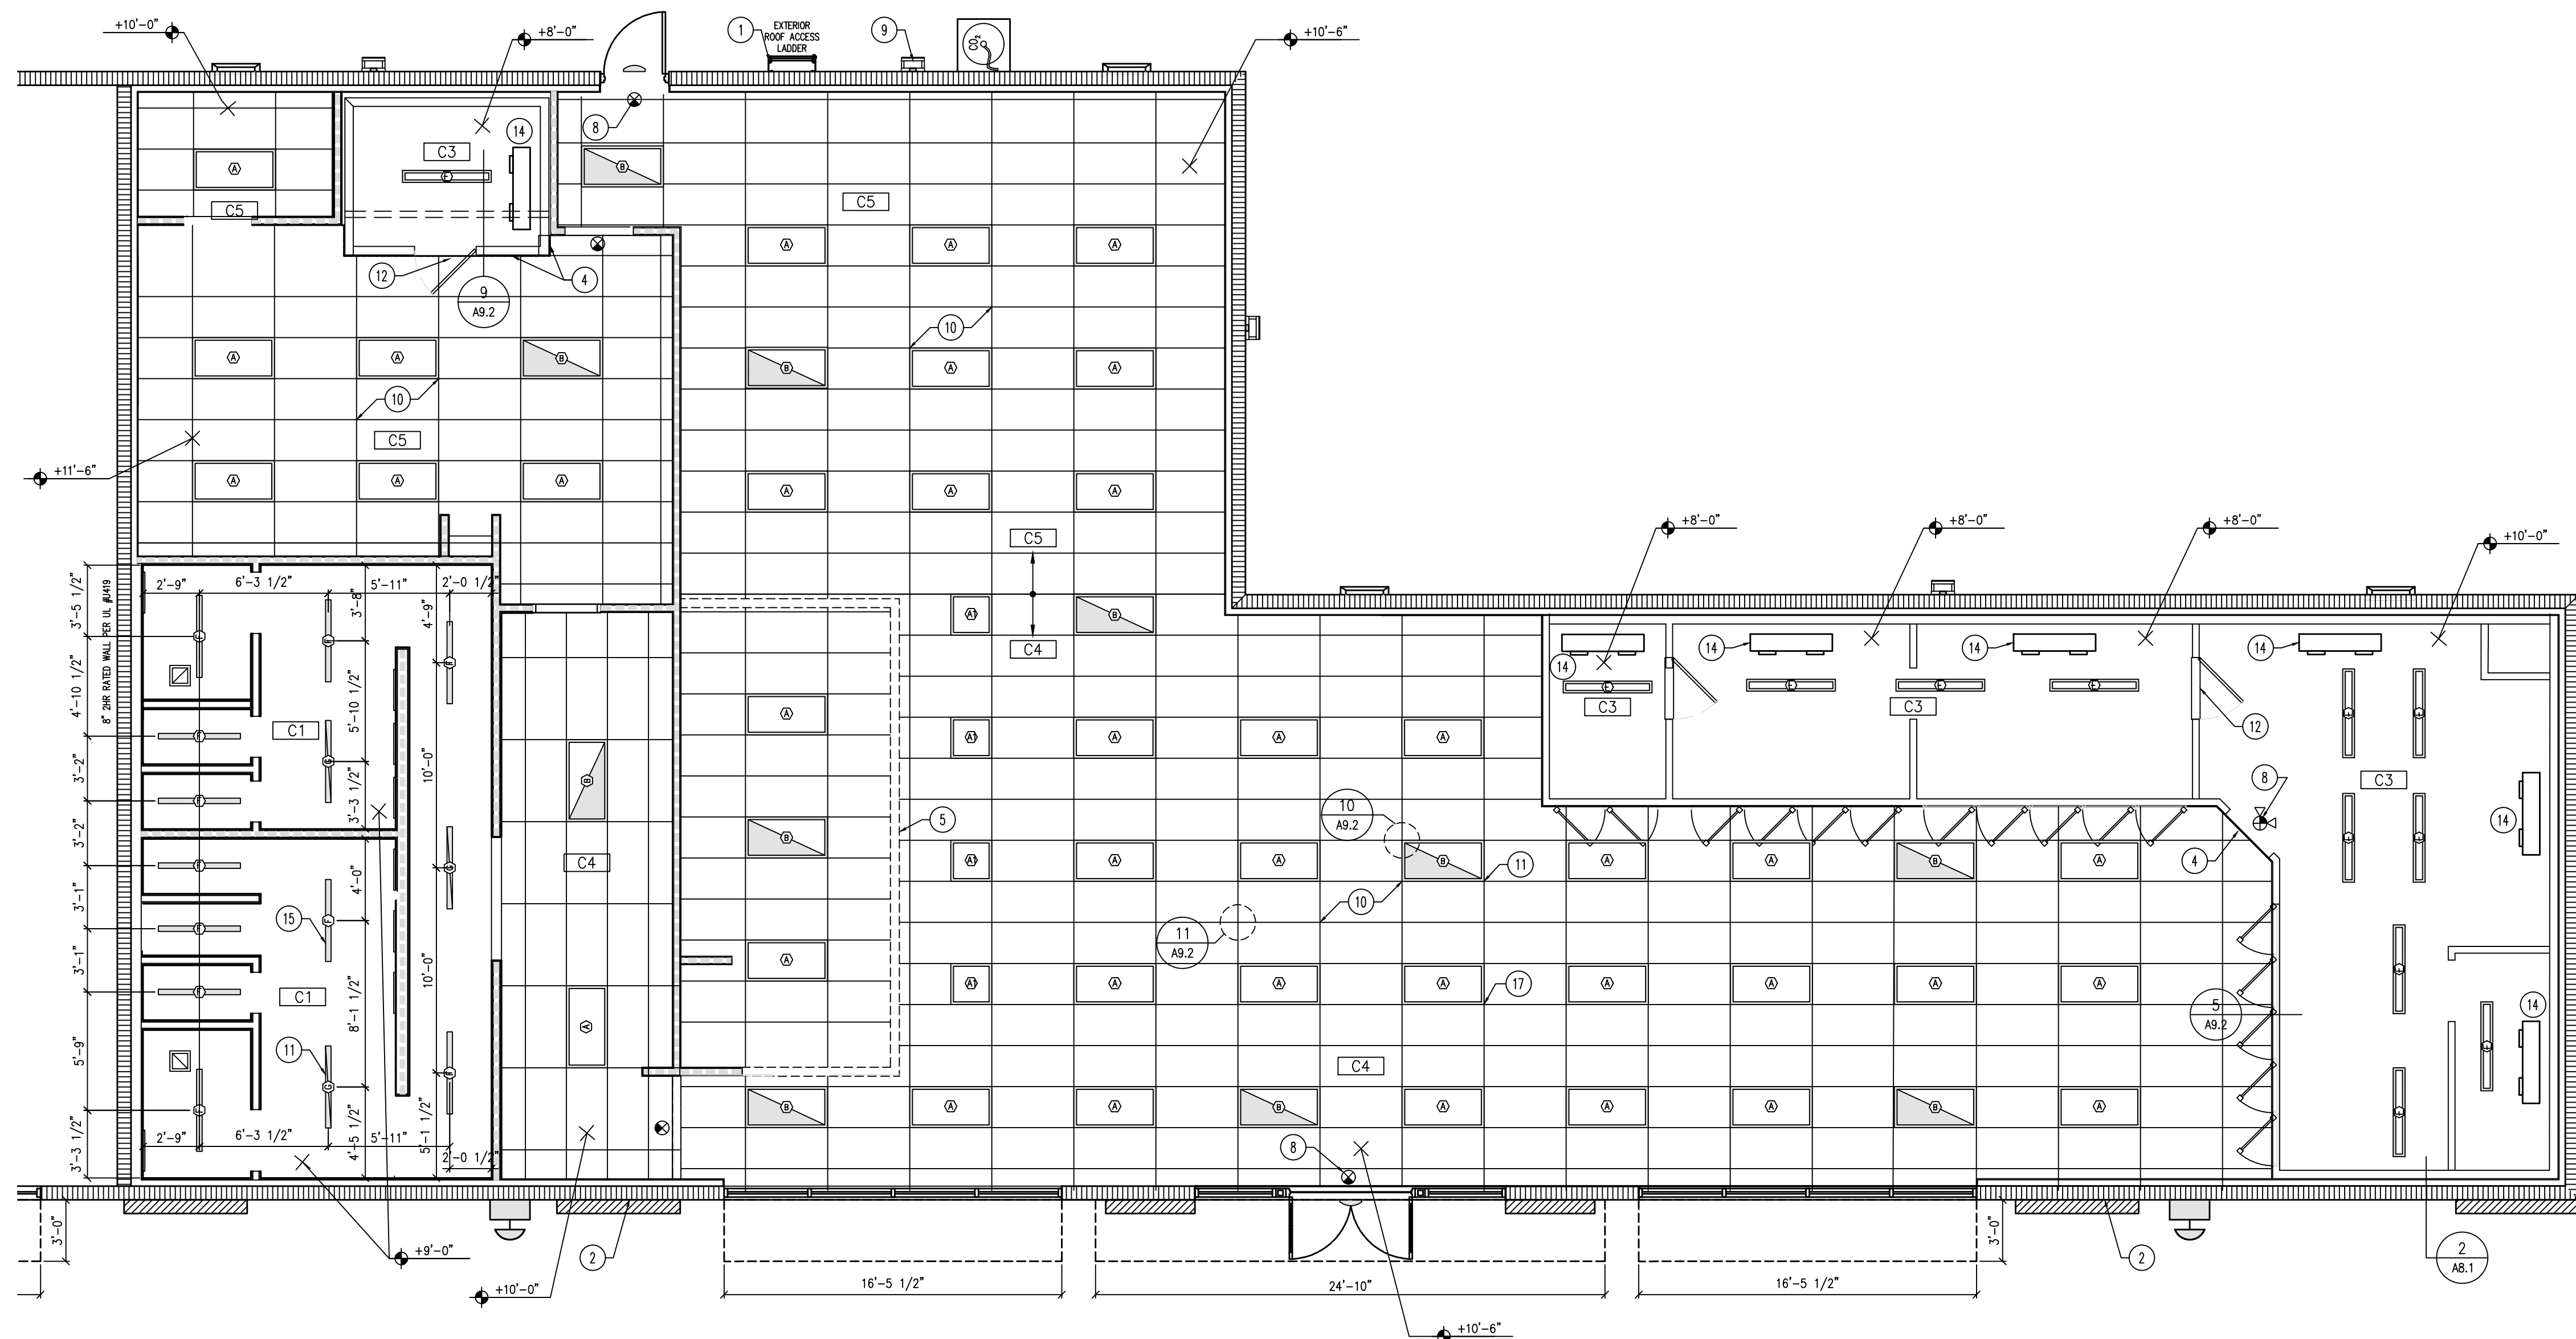 +10'-0"
+8'-0"
1
EXTERIOR
ROOF ACCESS
LADDER
9
CO2
+10'-6"
8
14
C3
A
E
B
C5
C5
A
A
A
12
4
9
A9.2
10
A
A
B
B
A
A
10
C5
+11'-6"
A
A
A
A
A
A
C5
+8'-0"
+8'-0"
+8'-0"
+10'-0"
2'-9"
6'-3 1/2"
5'-11"
2'-0 1/2"
3'-5 1/2"
8" 2HR RATED WALL PER UL #U419
3'-8"
4'-9"
A1
B
C4
14
14
14
14
C3
C3
4'-10 1/2"
C1
5'-10 1/2"
10'-0"
F
G
F
A
A1
A
A
A
12
3'-2"
3'-3 1/2"
B
C3
8
10
A9.2
5
14
3'-2"
C4
B
A1
A
A
B
11
A
A
B
A
4
3'-1"
4'-0"
15
10
11
A9.2
3'-1"
A
A1
A
A
A
17
A
A
B
A
5
A9.2
14
C1
10'-0"
8'-1 1/2"
5'-9"
11
A
C4
B
A
A
B
A
A
A
B
A
4'-5 1/2"
5'-1 1/2"
3'-3 1/2"
2'-9"
6'-3 1/2"
5'-11"
2'-0 1/2"
8
3'-0"
+9'-0"
2
3'-0"
2
2
A8.1
+10'-0"
16'-5 1/2"
24'-10"
16'-5 1/2"
+10'-6"